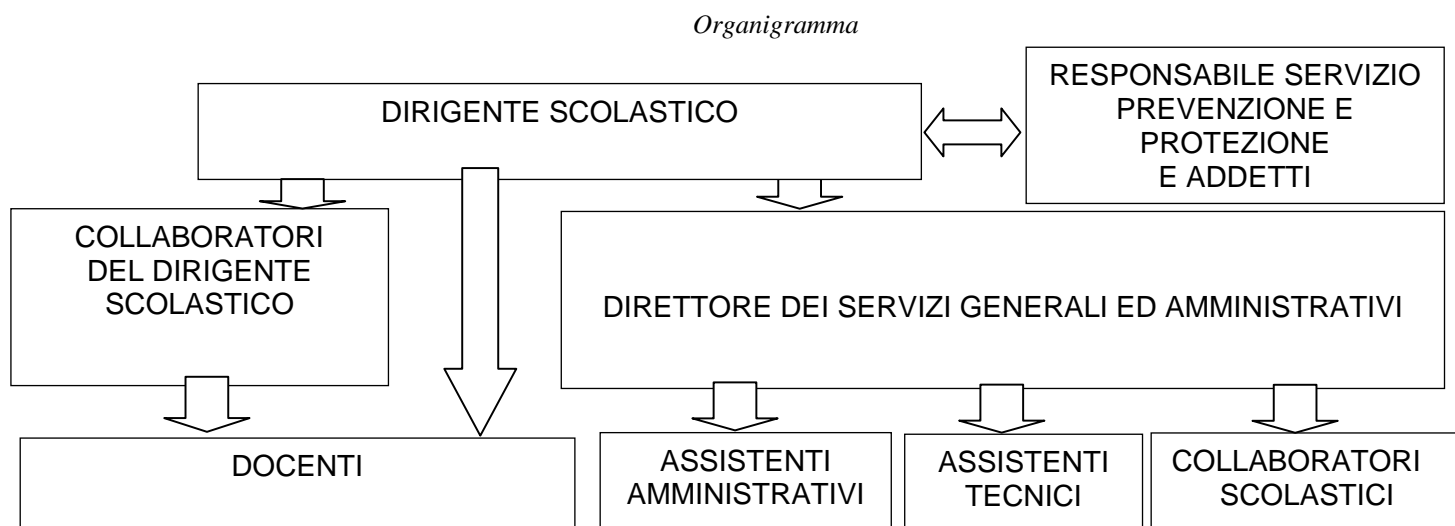 Organigramma
DIRIGENTE SCOLASTICO
RESPONSABILE SERVIZIO
PREVENZIONE E
PROTEZIONE
E ADDETTI
COLLABORATORI
DEL DIRIGENTE
SCOLASTICO
DIRETTORE DEI SERVIZI GENERALI ED AMMINISTRATIVI
DOCENTI
ASSISTENTI
AMMINISTRATIVI
ASSISTENTI
TECNICI
COLLABORATORI
SCOLASTICI